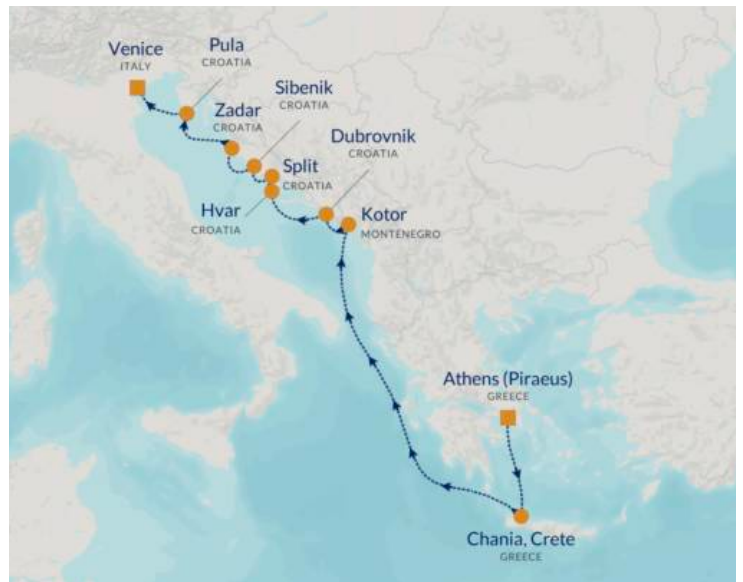 Venice
ITALY
Pula
CROATIA
Sibenik
CROATIA
Zadar
CROATIA
Dubrovnik
CROATIA
Split
CROATIA
Hvar
CROATIA
Kotor
MONTENEGRO
Athens (Piraeus)
GREECE
Chania, Crete
GREECE